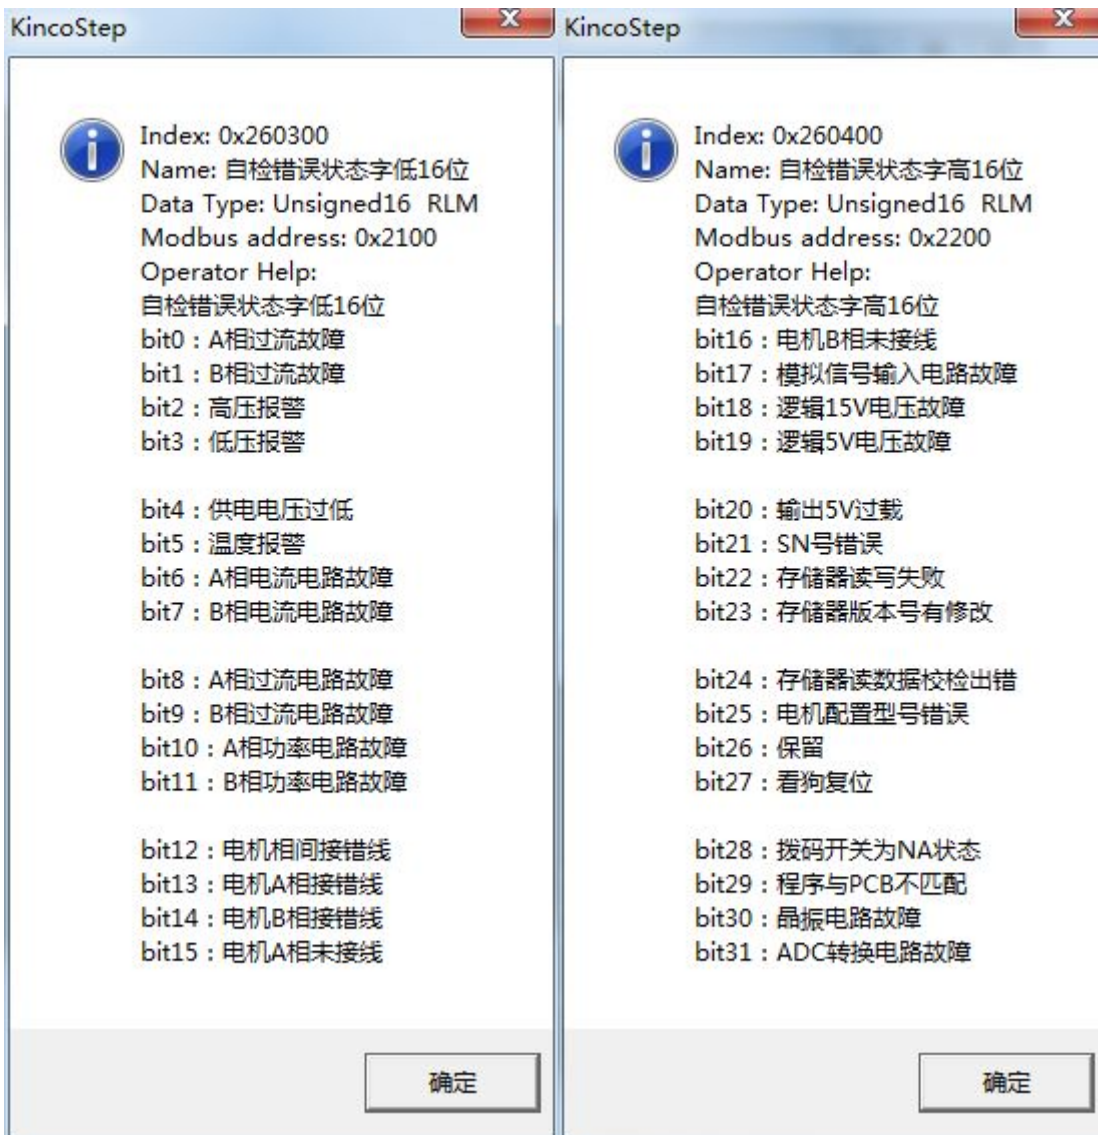 KincoStep
Index: 0x260300
Name: 自检错误状态字低16位
Data Type: Unsigned16  RLM
Modbus address: 0x2100
Operator Help:
自检错误状态字低16位
bit0：A相过流故障
bit1：B相过流故障
bit2：高压报警
bit3：低压报警
bit4：供电电压过低
bit5：温度报警
bit6：A相电流电路故障
bit7：B相电流电路故障
bit8：A相过流电路故障
bit9：B相过流电路故障
bit10：A相功率电路故障
bit11：B相功率电路故障
bit12：电机相间接错线
bit13：电机A相接错线
bit14：电机B相接错线
bit15：电机A相未接线
确定
KincoStep
Index: 0x260400
Name: 自检错误状态字高16位
Data Type: Unsigned16  RLM
Modbus address: 0x2200
Operator Help:
自检错误状态字高16位
bit16：电机B相未接线
bit17：模拟信号输入电路故障
bit18：逻辑15V电压故障
bit19：逻辑5V电压故障
bit20：输出5V过载
bit21：SN号错误
bit22：存储器读写失败
bit23：存储器版本号有修改
bit24：存储器读数据校检出错
bit25：电机配置型号错误
bit26：保留
bit27：看狗复位
bit28：拨码开关为NA状态
bit29：程序与PCB不匹配
bit30：晶振电路故障
bit31：ADC转换电路故障
确定